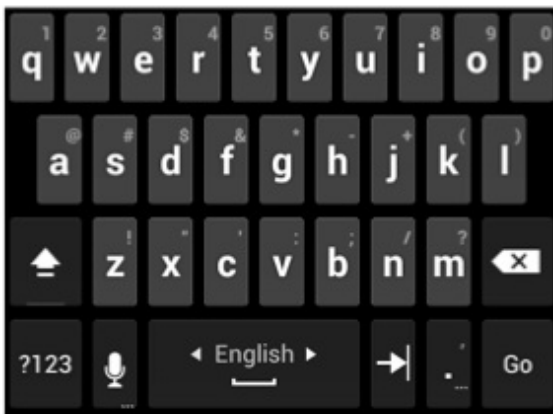 1 2 3 4 5 6 7 8 9 0
q w e r t y u i o p
@ # $ & * - + ( )
a s d f g h j k l
! " ' : ; / ?
z x c v b n m
?123 English . , ... Go